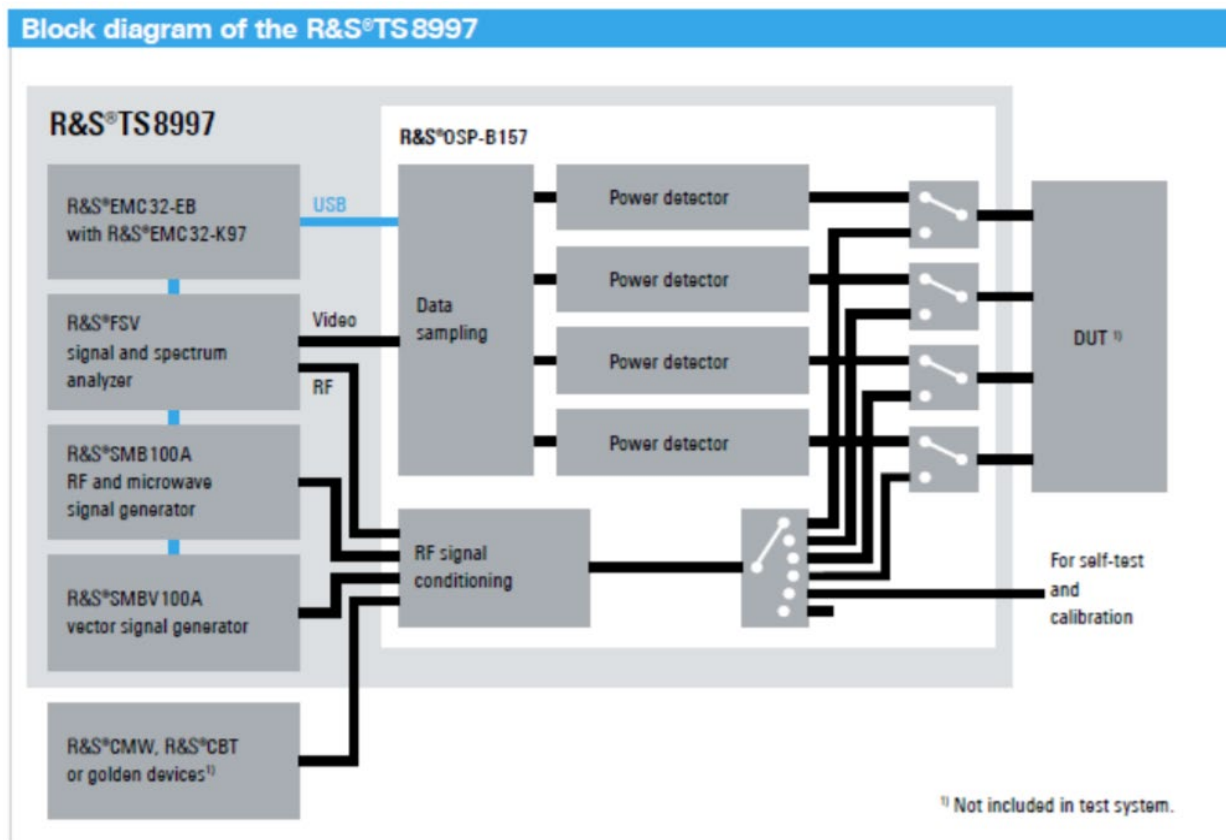 Block diagram of the R&S®TS8997
R&S®TS8997
R&S®OSP-B157
R&S®EMC32-EB
with R&S®EMC32-K97
USB
R&S®FSV
signal and spectrum
analyzer
Video
RF
R&S®SMB100A
RF and microwave
signal generator
R&S®SMBV100A
vector signal generator
R&S®CMW, R&S®CBT
or golden devices¹⁾
Data
sampling
Power detector
Power detector
Power detector
Power detector
RF signal
conditioning
DUT ¹⁾
For self-test
and
calibration
¹⁾ Not included in test system.